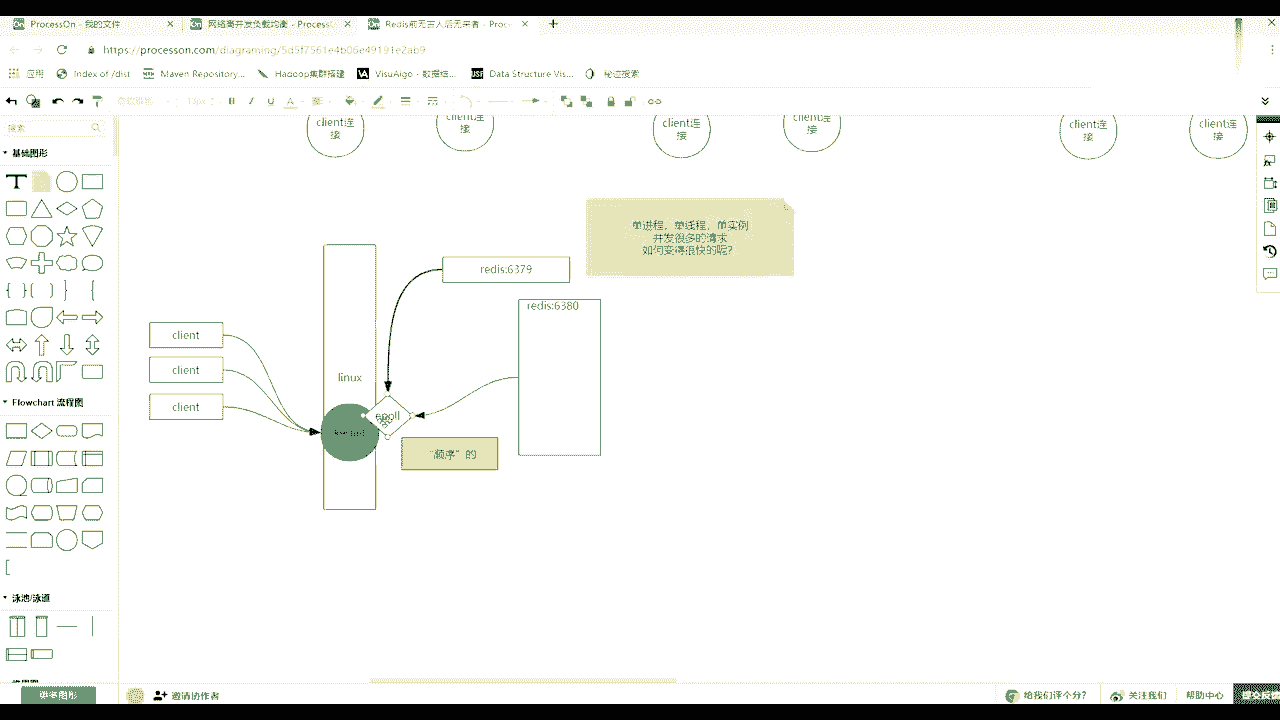 ProcessOn - 我的文件
网络高并发负载均衡 - Process
Redis前无古人后无来者 - Proc
https://processon.com/diagraming/5d5f7561e4b06e49191e2ab9
应用
Index of /dist
Maven Repository...
Hadoop集群搭建
VisuAlgo - 数据结...
Data Structure Vis...
秘迹搜索
13px
B
I
U
A
搜索
基础图形
Flowchart 流程图
泳池/泳道
更多图形
client连接
client连接
client连接
client连接
client连接
client连接
单进程，单线程，单实例
并发很多的请求
如何变得很快的呢？
redis:6379
redis:6380
client
client
client
linux
epoll
“顺序”的
邀请协作者
给我们评个分？
关注我们
帮助中心